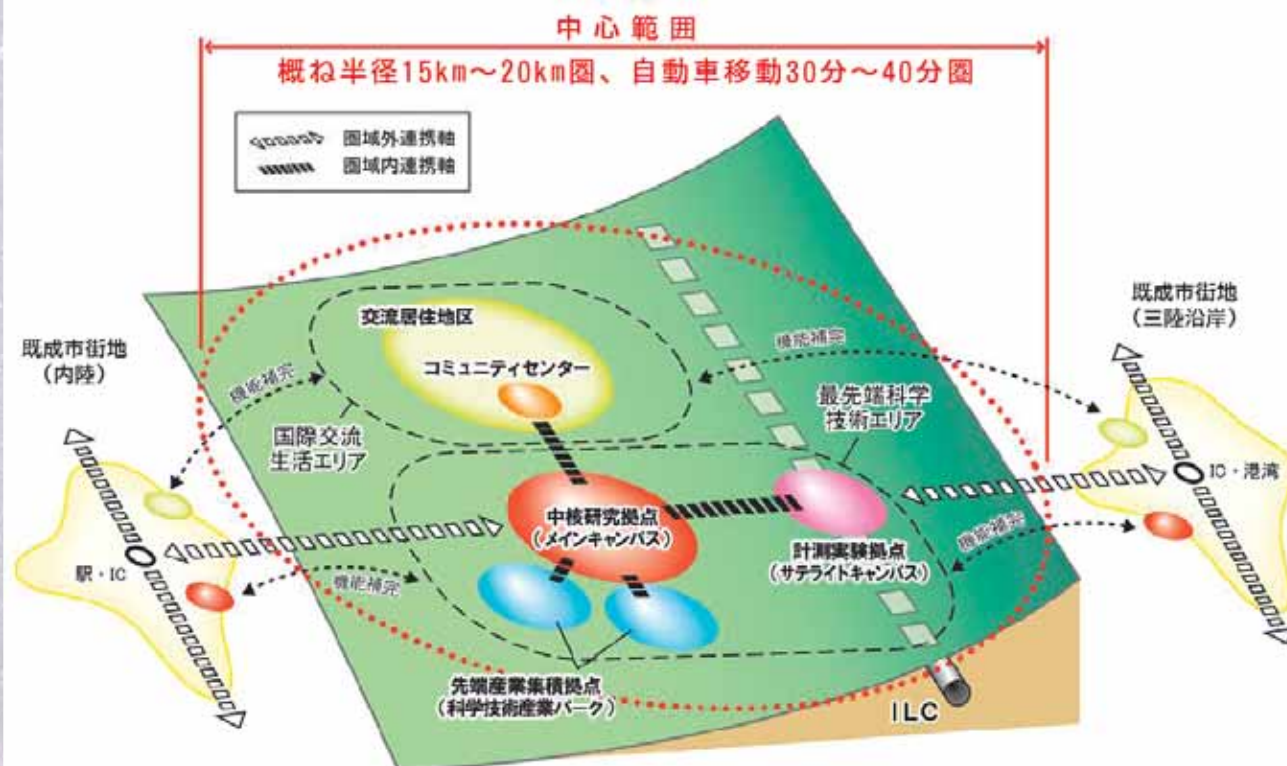 中心範囲
概ね半径15km～20km圏、自動車移動30分～40分圏
圏域外連携軸
圏域内連携軸
既成市街地
（三陸沿岸）
既成市街地
（内陸）
交流居住地区
コミュニティセンター
機能補完
機能補完
国際交流
生活エリア
最先端科学
技術エリア
IC・港湾
駅・IC
中核研究拠点
（メインキャンパス）
計測実験拠点
（サテライトキャンパス）
機能補完
機能補完
先端産業集積拠点
（科学技術産業パーク）
ILC